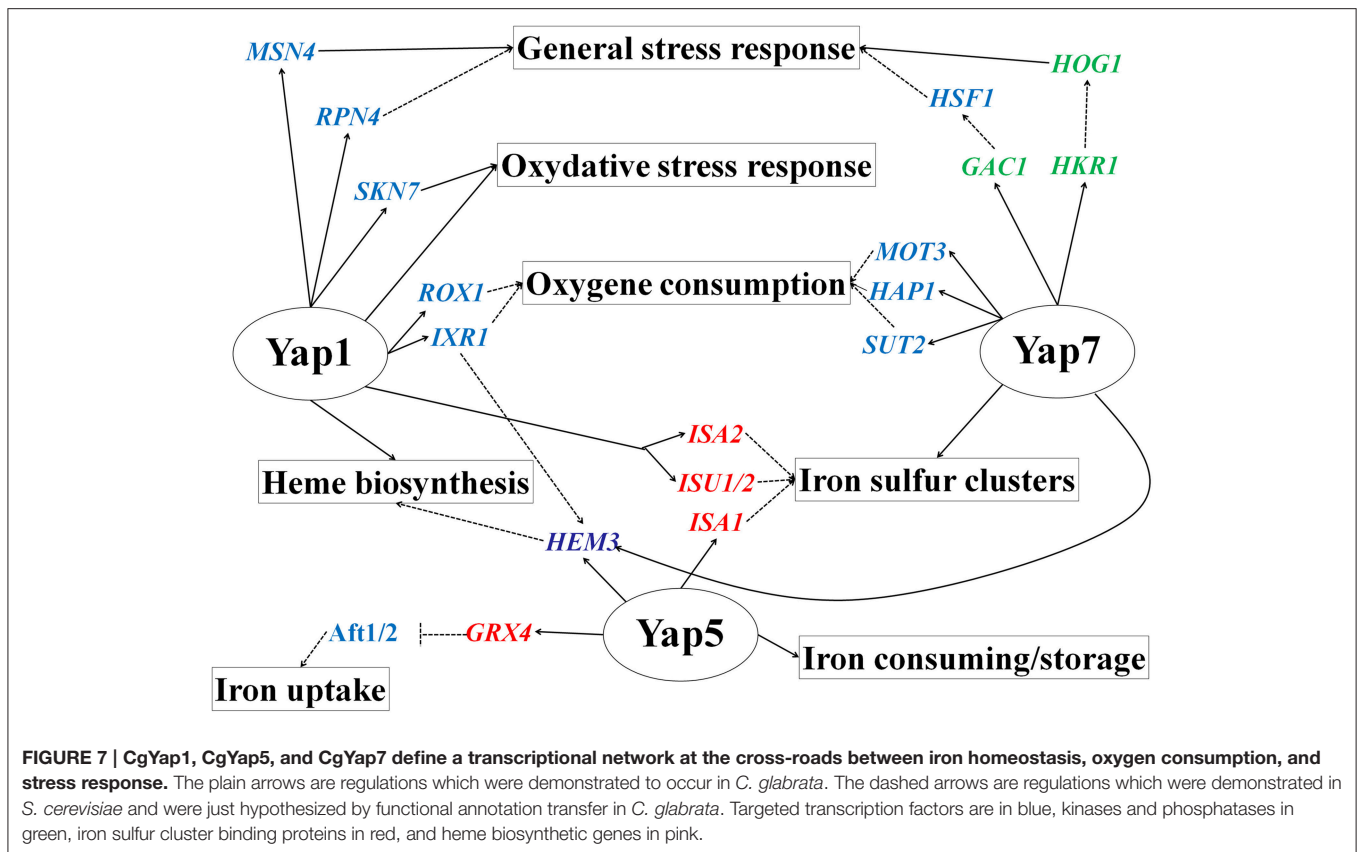 MSN4
General stress response
HOG1
HSF1
RPN4
Oxydative stress response
GAC1
HKR1
SKN7
MOT3
ROX1
Oxygene consumption
HAP1
IXR1
SUT2
Yap1
Yap7
ISA2
Heme biosynthesis
ISU1/2
Iron sulfur clusters
ISA1
HEM3
Aft1/2
GRX4
Yap5
Iron consuming/storage
Iron uptake
FIGURE 7 | CgYap1, CgYap5, and CgYap7 define a transcriptional network at the cross-roads between iron homeostasis, oxygen consumption, and
stress response. The plain arrows are regulations which were demonstrated to occur in C. glabrata. The dashed arrows are regulations which were demonstrated in
S. cerevisiae and were just hypothesized by functional annotation transfer in C. glabrata. Targeted transcription factors are in blue, kinases and phosphatases in
green, iron sulfur cluster binding proteins in red, and heme biosynthetic genes in pink.